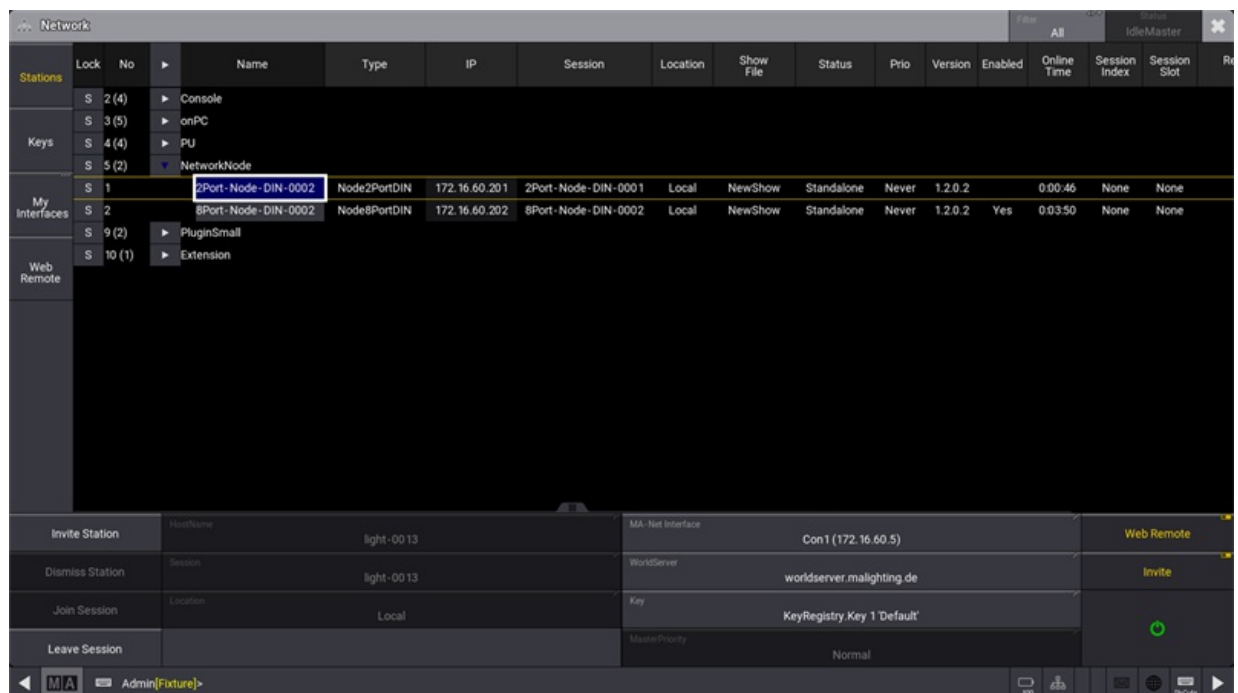 Network
Filter
All
Status
IdleMaster
Stations
Keys
My Interfaces
Web Remote
Lock No Name Type IP Session Location Show File Status Prio Version Enabled Online Time Session Index Session Slot Re
S 2 (4) Console
S 3 (5) onPC
S 4 (4) PU
S 5 (2) NetworkNode
S 1 2Port-Node-DIN-0002 Node2PortDIN 172.16.60.201 2Port-Node-DIN-0001 Local NewShow Standalone Never 1.2.0.2 0:00:46 None None
S 2 8Port-Node-DIN-0002 Node8PortDIN 172.16.60.202 8Port-Node-DIN-0002 Local NewShow Standalone Never 1.2.0.2 Yes 0:03:50 None None
S 9 (2) PluginSmall
S 10 (1) Extension
Invite Station
HostName
light-0013
MA-Net Interface
Con1 (172.16.60.5)
Web Remote
Dismiss Station
Session
light-0013
WorldServer
worldserver.malighting.de
Invite
Join Session
Location
Local
Key
KeyRegistry.Key 1 'Default'
Leave Session
MasterPriority
Normal
MA Admin[Fixture]>